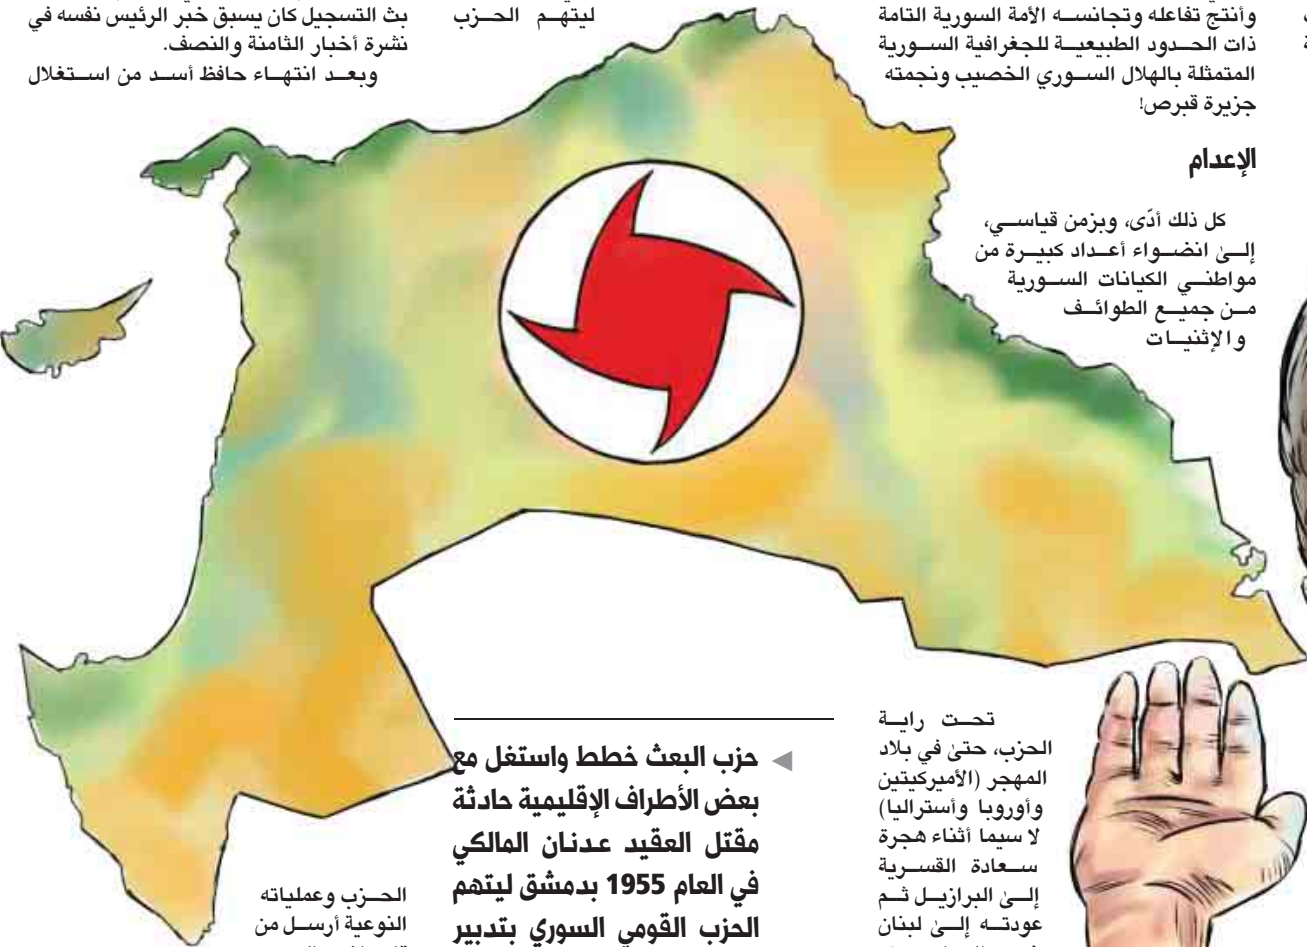 وأنتج تفاعله وتجانسه الأمة السورية التامة
ذات الحدود الطبيعية للجغرافية السورية
المتمثلة بالهلال السوري الخصيب ونجمته
جزيرة قبرص!
الإعدام
كل ذلك أدّى، وبزمن قياسي،
إلى انضواء أعداد كبيرة من
مواطني الكيانات السورية
من جميع الطوائف
والإثنيات
تحت راية
الحزب، حتى في بلاد
المهجر (الأميركيتين
وأوروبا وأستراليا)
لا سيما أثناء هجرة
سعادة القسرية
إلى البرازيل ثم
عودته إلى لبنان
ليتهم الحزب
حزب البعث خطط واستغل مع
بعض الأطراف الإقليمية حادثة
مقتل العقيد عدنان المالكي
في العام 1955 بدمشق ليتهم
الحزب القومي السوري بتدبير
بث التسجيل كان يسبق خبر الرئيس نفسه في
نشرة أخبار الثامنة والنصف.
وبعد انتهاء حافظ أسد من استغلال
الحزب وعملياته
النوعية أرسل من